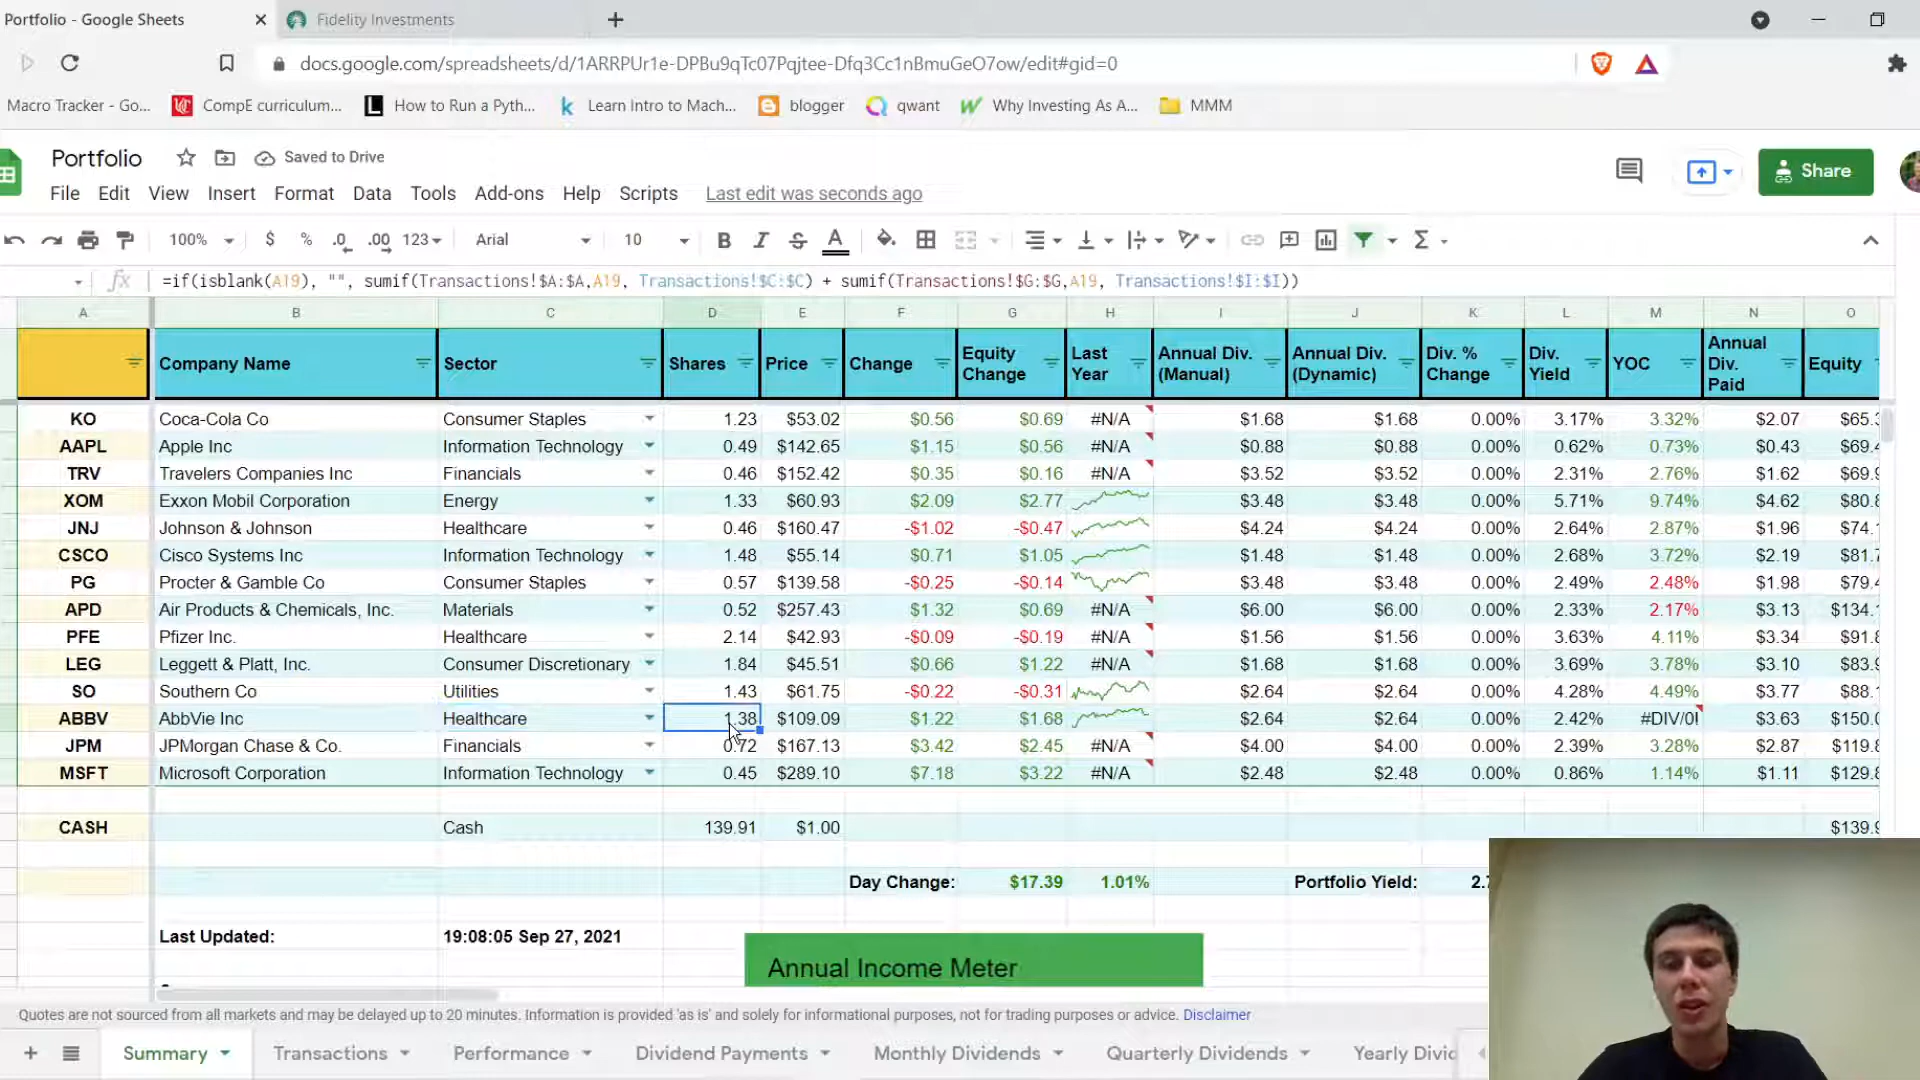 Portfolio - Google Sheets
Fidelity Investments
docs.google.com/spreadsheets/d/1ARRPUr1e-DPBu9qTc07Pqjtee-Dfq3Cc1nBmuGeO7ow/edit#gid=0
Macro Tracker - Go... CompE curriculum... How to Run a Pyth... Learn Intro to Mach... blogger qwant Why Investing As A... MMM
Portfolio Saved to Drive
Share
File Edit View Insert Format Data Tools Add-ons Help Scripts Last edit was seconds ago
100% $ % .0 .00 123 Arial 10 B I S A
fx =if(isblank(A19), "", sumif(Transactions!$A:$A,A19, Transactions!$C:$C) + sumif(Transactions!$G:$G,A19, Transactions!$I:$I))
A B C D E F G H I J K L M N O
Company Name Sector Shares Price Change Equity Change Last Year Annual Div. (Manual) Annual Div. (Dynamic) Div. % Change Div. Yield YOC Annual Div. Paid Equity
KO Coca-Cola Co Consumer Staples 1.23 $53.02 $0.56 $0.69 #N/A $1.68 $1.68 0.00% 3.17% 3.32% $2.07 $65.3
AAPL Apple Inc Information Technology 0.49 $142.65 $1.15 $0.56 #N/A $0.88 $0.88 0.00% 0.62% 0.73% $0.43 $69.4
TRV Travelers Companies Inc Financials 0.46 $152.42 $0.35 $0.16 #N/A $3.52 $3.52 0.00% 2.31% 2.76% $1.62 $69.9
XOM Exxon Mobil Corporation Energy 1.33 $60.93 $2.09 $2.77 $3.48 $3.48 0.00% 5.71% 9.74% $4.62 $80.8
JNJ Johnson & Johnson Healthcare 0.46 $160.47 -$1.02 -$0.47 $4.24 $4.24 0.00% 2.64% 2.87% $1.96 $74.
CSCO Cisco Systems Inc Information Technology 1.48 $55.14 $0.71 $1.05 $1.48 $1.48 0.00% 2.68% 3.72% $2.19 $81.7
PG Procter & Gamble Co Consumer Staples 0.57 $139.58 -$0.25 -$0.14 $3.48 $3.48 0.00% 2.49% 2.48% $1.98 $79.4
APD Air Products & Chemicals, Inc. Materials 0.52 $257.43 $1.32 $0.69 #N/A $6.00 $6.00 0.00% 2.33% 2.17% $3.13 $134.
PFE Pfizer Inc. Healthcare 2.14 $42.93 -$0.09 -$0.19 #N/A $1.56 $1.56 0.00% 3.63% 4.11% $3.34 $91.8
LEG Leggett & Platt, Inc. Consumer Discretionary 1.84 $45.51 $0.66 $1.22 #N/A $1.68 $1.68 0.00% 3.69% 3.78% $3.10 $83.9
SO Southern Co Utilities 1.43 $61.75 -$0.22 -$0.31 $2.64 $2.64 0.00% 4.28% 4.49% $3.77 $88.
ABBV AbbVie Inc Healthcare 1.38 $109.09 $1.22 $1.68 $2.64 $2.64 0.00% 2.42% #DIV/0! $3.63 $150.0
JPM JPMorgan Chase & Co. Financials 0.72 $167.13 $3.42 $2.45 #N/A $4.00 $4.00 0.00% 2.39% 3.28% $2.87 $119.8
MSFT Microsoft Corporation Information Technology 0.45 $289.10 $7.18 $3.22 #N/A $2.48 $2.48 0.00% 0.86% 1.14% $1.11 $129.8
CASH Cash 139.91 $1.00 $139.9
Day Change: $17.39 1.01% Portfolio Yield: 2.7
Last Updated: 19:08:05 Sep 27, 2021
Annual Income Meter
Quotes are not sourced from all markets and may be delayed up to 20 minutes. Information is provided 'as is' and solely for informational purposes, not for trading purposes or advice. Disclaimer
Summary Transactions Performance Dividend Payments Monthly Dividends Quarterly Dividends Yearly Divid